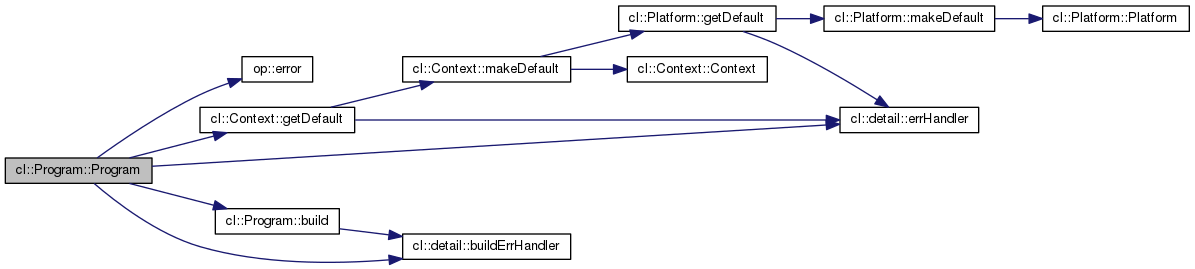 cl::Platform::getDefault
cl::Platform::makeDefault
cl::Platform::Platform
op::error
cl::Context::makeDefault
cl::Context::Context
cl::Context::getDefault
cl::detail::errHandler
cl::Program::Program
cl::Program::build
cl::detail::buildErrHandler